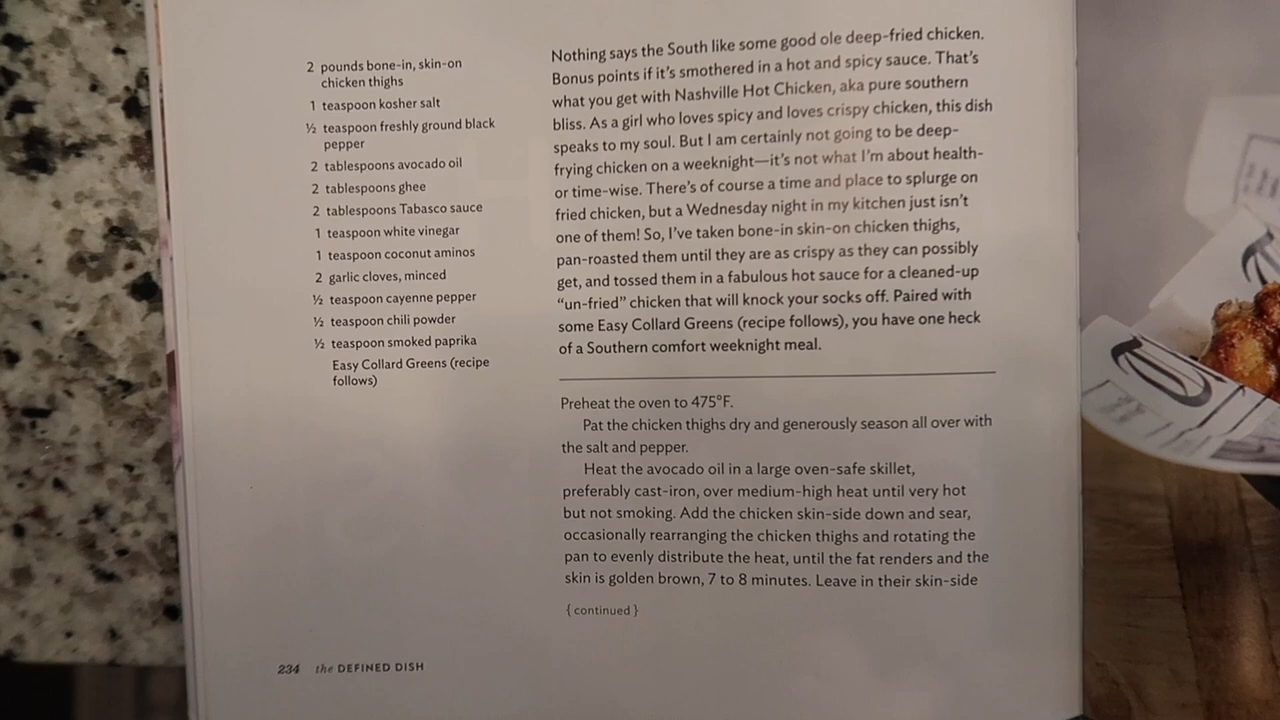 2 pounds bone-in, skin-on
chicken thighs
1 teaspoon kosher salt
½ teaspoon freshly ground black
pepper
2 tablespoons avocado oil
2 tablespoons ghee
2 tablespoons Tabasco sauce
1 teaspoon white vinegar
1 teaspoon coconut aminos
2 garlic cloves, minced
½ teaspoon cayenne pepper
½ teaspoon chili powder
½ teaspoon smoked paprika
Easy Collard Greens (recipe
follows)
Nothing says the South like some good ole deep-fried chicken.
Bonus points if it's smothered in a hot and spicy sauce. That's
what you get with Nashville Hot Chicken, aka pure southern
bliss. As a girl who loves spicy and loves crispy chicken, this dish
speaks to my soul. But I am certainly not going to be deep-
frying chicken on a weeknight—it's not what I'm about health-
or time-wise. There's of course a time and place to splurge on
fried chicken, but a Wednesday night in my kitchen just isn't
one of them! So, I've taken bone-in skin-on chicken thighs,
pan-roasted them until they are as crispy as they can possibly
get, and tossed them in a fabulous hot sauce for a cleaned-up
“un-fried” chicken that will knock your socks off. Paired with
some Easy Collard Greens (recipe follows), you have one heck
of a Southern comfort weeknight meal.
Preheat the oven to 475°F.
Pat the chicken thighs dry and generously season all over with
the salt and pepper.
Heat the avocado oil in a large oven-safe skillet,
preferably cast-iron, over medium-high heat until very hot
but not smoking. Add the chicken skin-side down and sear,
occasionally rearranging the chicken thighs and rotating the
pan to evenly distribute the heat, until the fat renders and the
skin is golden brown, 7 to 8 minutes. Leave in their skin-side
{continued}
234 the DEFINED DISH